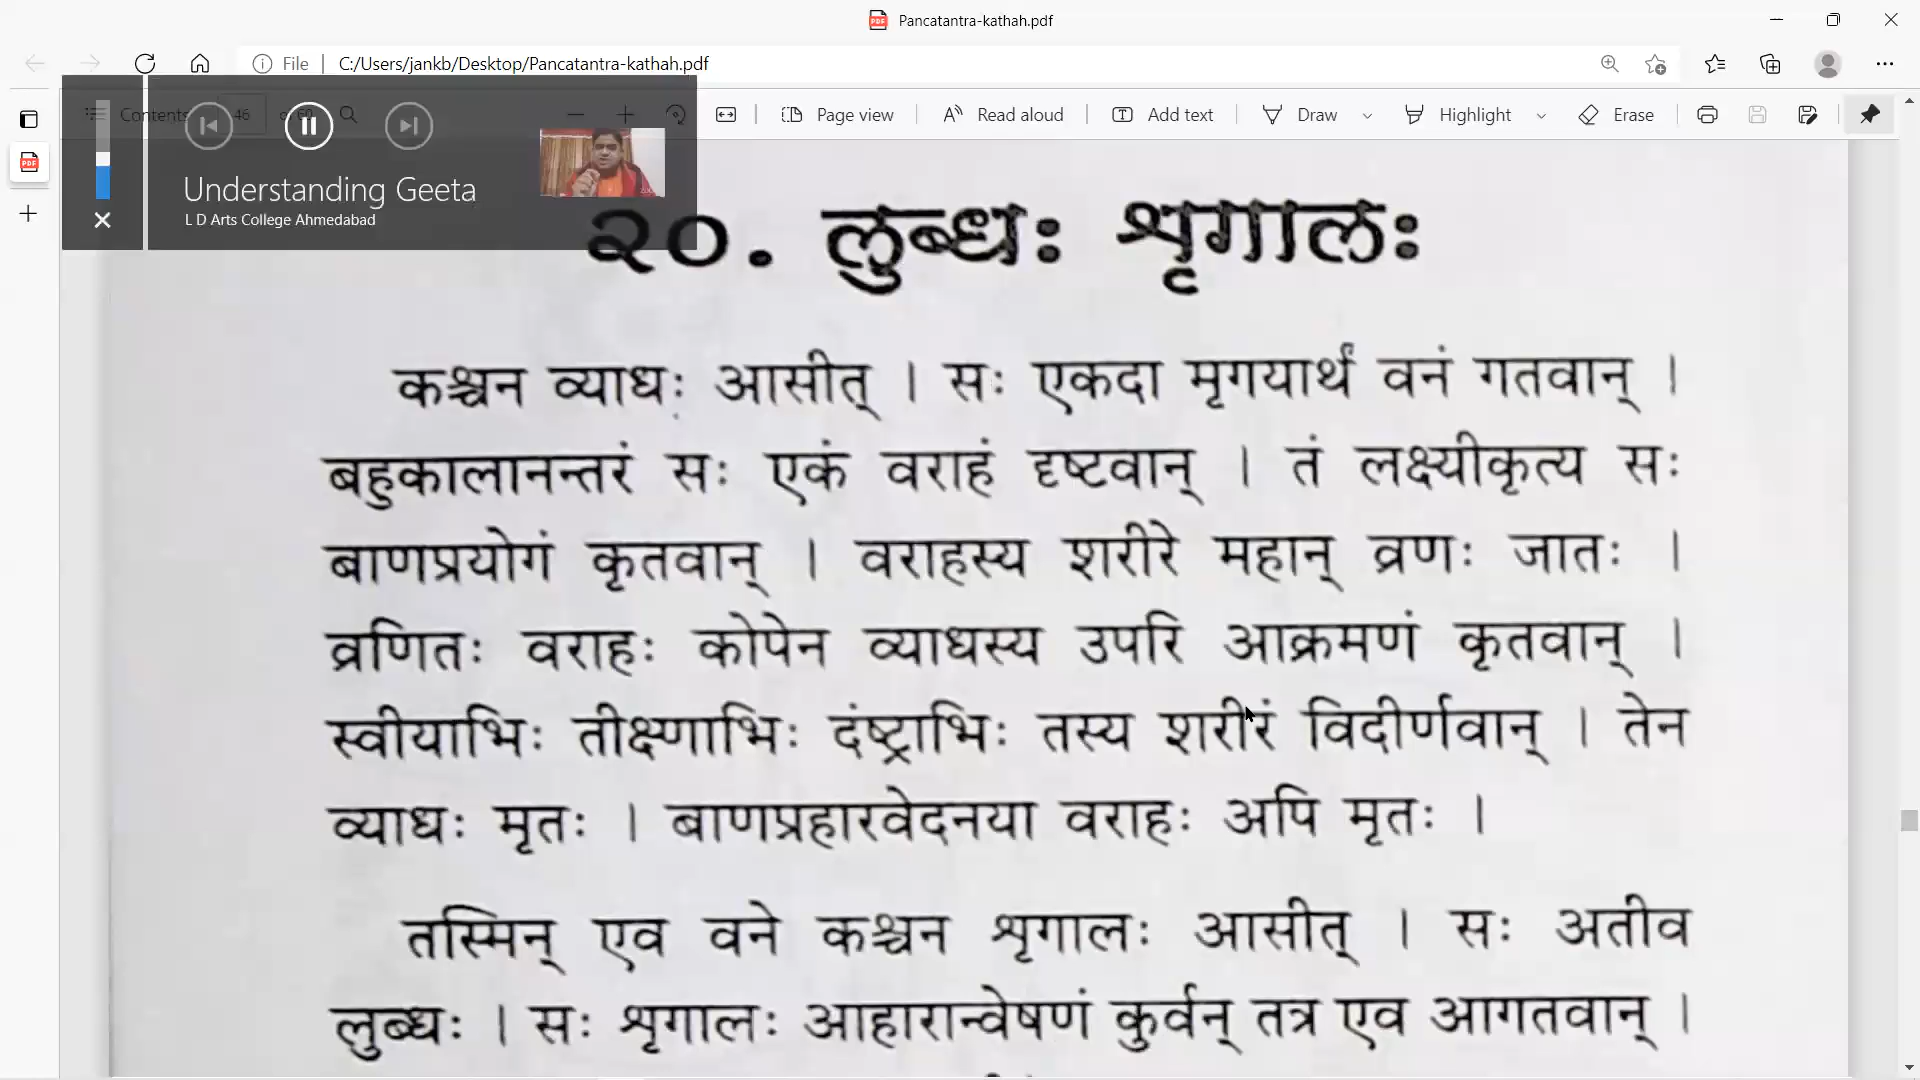 Pancatantra-kathah.pdf
File | C:/Users/jankb/Desktop/Pancatantra-kathah.pdf
Contents 46 of 60 Page view Read aloud Add text Draw Highlight Erase
Understanding Geeta
L D Arts College Ahmedabad
२०. लुब्धः शृगालः
कश्चन व्याधः आसीत् । सः एकदा मृगयार्थं वनं गतवान् ।
बहुकालानन्तरं सः एकं वराहं दृष्टवान् । तं लक्ष्यीकृत्य सः
बाणप्रयोगं कृतवान् । वराहस्य शरीरे महान् व्रणः जातः ।
व्रणितः वराहः कोपेन व्याधस्य उपरि आक्रमणं कृतवान् ।
स्वीयाभिः तीक्ष्णाभिः दंष्ट्राभिः तस्य शरीरं विदीर्णवान् । तेन
व्याधः मृतः । बाणप्रहारवेदनया वराहः अपि मृतः ।
तस्मिन् एव वने कश्चन शृगालः आसीत् । सः अतीव
लुब्धः । सः शृगालः आहारान्वेषणं कुर्वन् तत्र एव आगतवान् ।